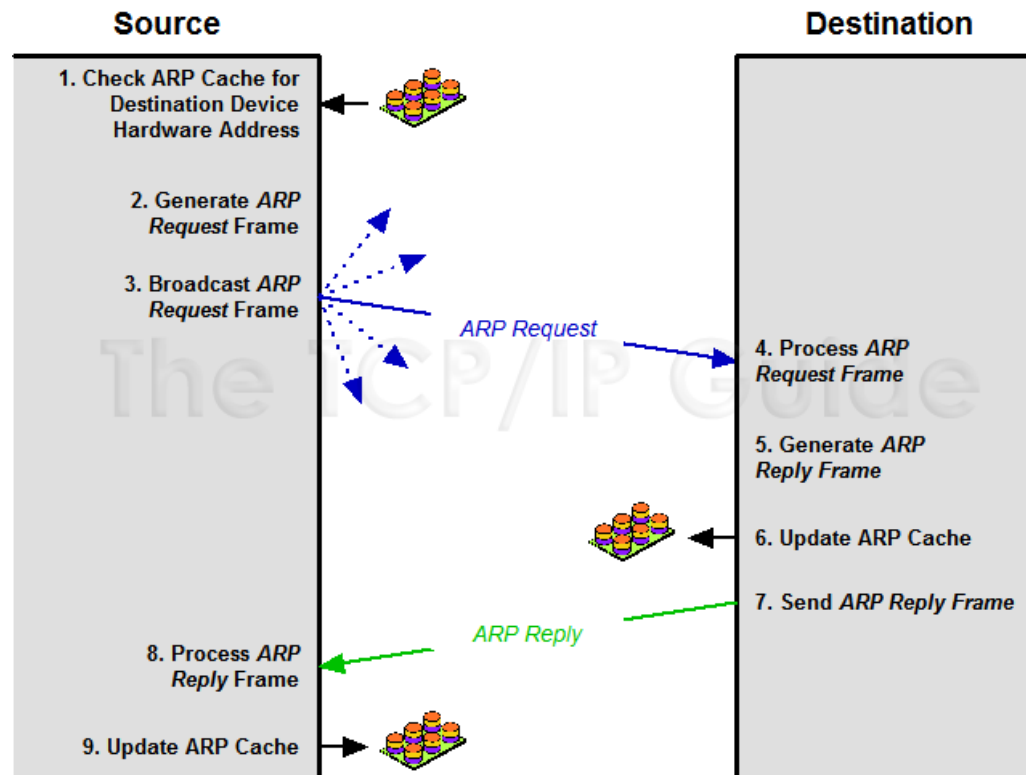 Source
Destination
1. Check ARP Cache for
Destination Device
Hardware Address
2. Generate ARP
Request Frame
3. Broadcast ARP
Request Frame
ARP Request
The TCP/IP Guide
4. Process ARP
Request Frame
5. Generate ARP
Reply Frame
6. Update ARP Cache
7. Send ARP Reply Frame
ARP Reply
8. Process ARP
Reply Frame
9. Update ARP Cache